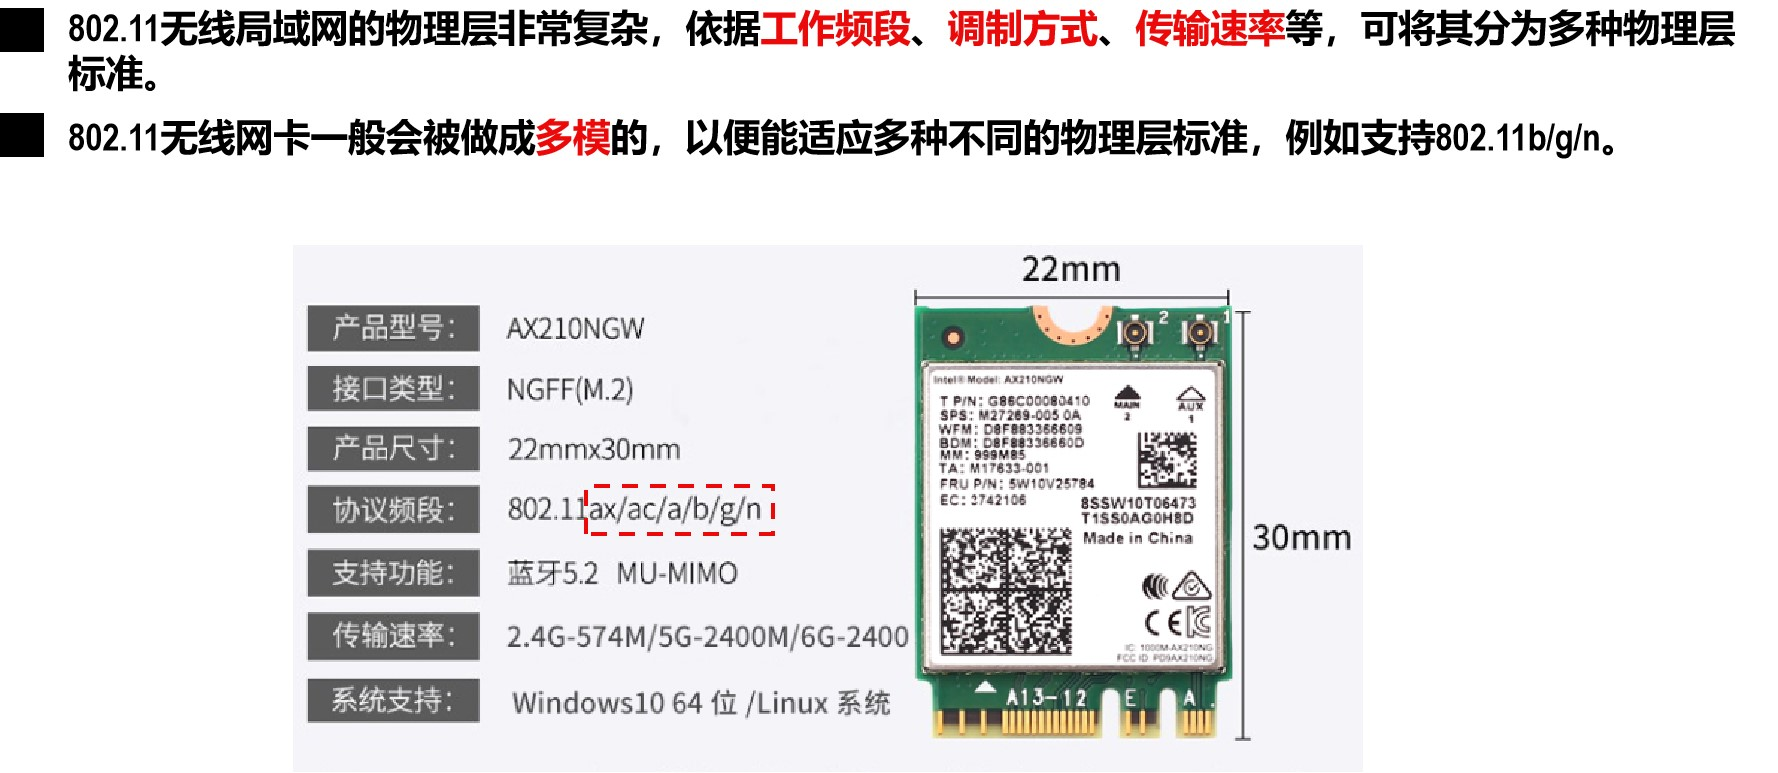 802.11无线局域网的物理层非常复杂，依据工作频段、调制方式、传输速率等，可将其分为多种物理层
标准。
802.11无线网卡一般会被做成多模的，以便能适应多种不同的物理层标准，例如支持802.11b/g/n。
产品型号： AX210NGW
接口类型： NGFF(M.2)
产品尺寸： 22mmx30mm
协议频段： 802.11ax/ac/a/b/g/n
支持功能： 蓝牙5.2 MU-MIMO
传输速率： 2.4G-574M/5G-2400M/6G-2400
系统支持： Windows10 64 位 /Linux 系统
22mm
2 1
Intel® Model: AX210NGW
T P/N: G86C00080410
SPS: M27269-005 0A
WFM: D8F883366609
BDM: D8F88336660D
MM: 999M85
TA: M17633-001
FRU P/N: 5W10V25784
EC: 3742106
MAIN
2
AUX
1
8SSW10T06473
T1SS0AG0H8D
Made in China
CE
IC: 1000M-AX210NG
FCC ID: PD9AX210NG
A13-12 E A
30mm